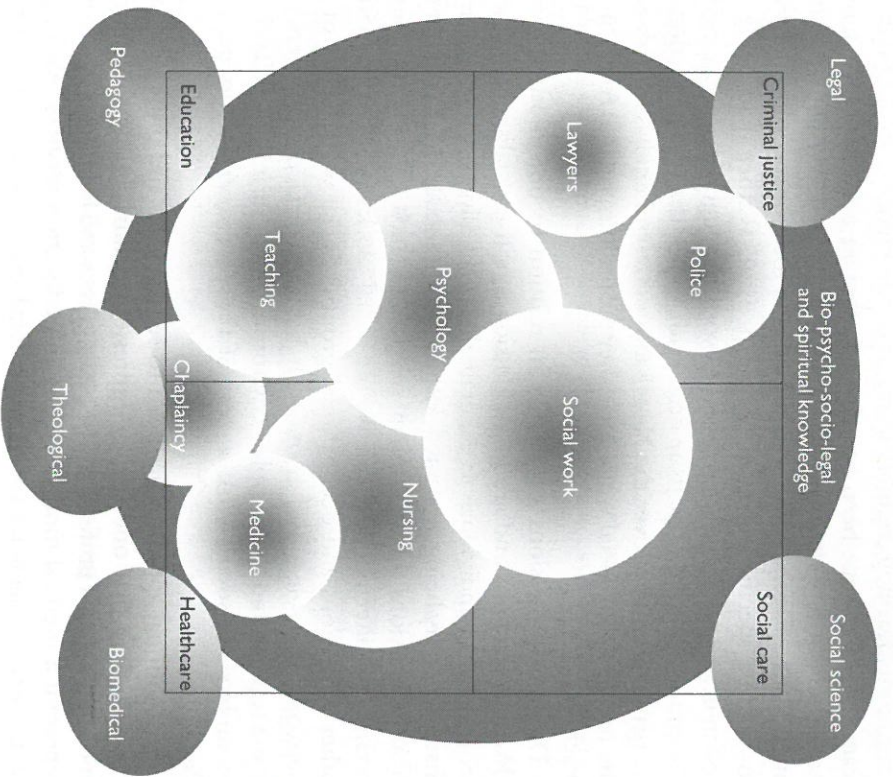 Legal
Bio-psycho-socio-legal
and spiritual knowledge
Social science
Criminal justice
Social care
Police
Lawyers
Social work
Psychology
Nursing
Teaching
Medicine
Education
Chaplaincy
Healthcare
Pedagogy
Theological
Biomedical